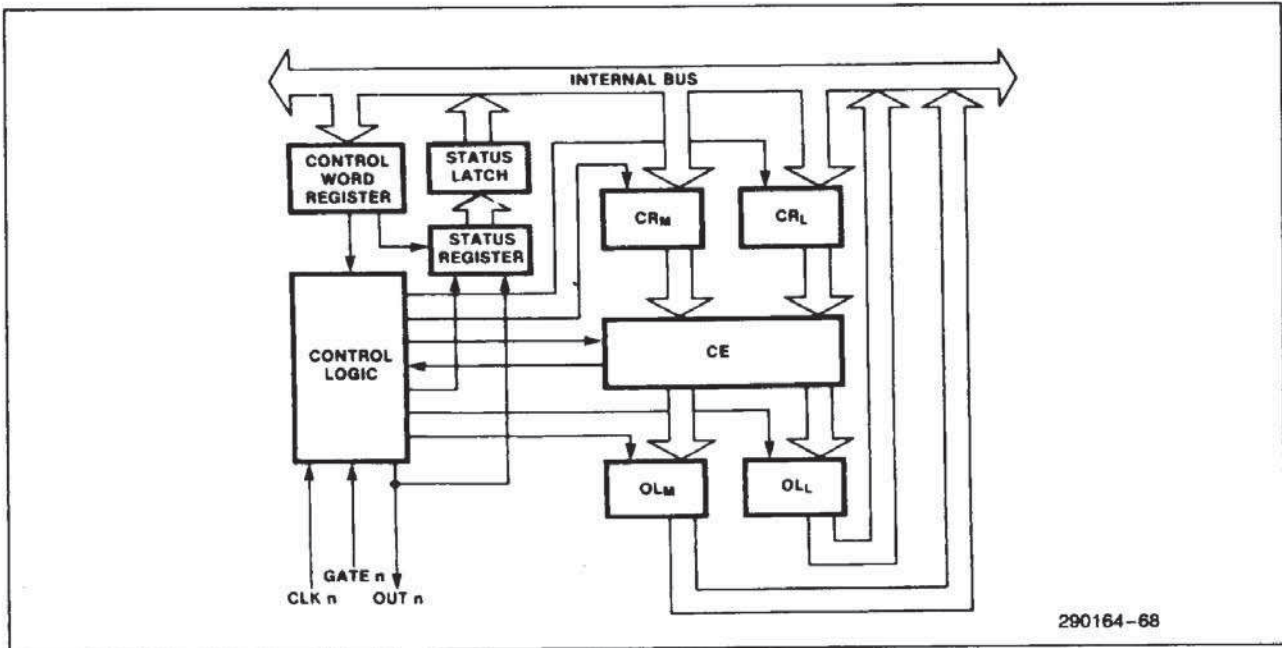 INTERNAL BUS
CONTROL
WORD
REGISTER
STATUS
LATCH
STATUS
REGISTER
CRM
CRL
CONTROL
LOGIC
CE
OLM
OLL
CLK n
GATE n
OUT n
290164-68